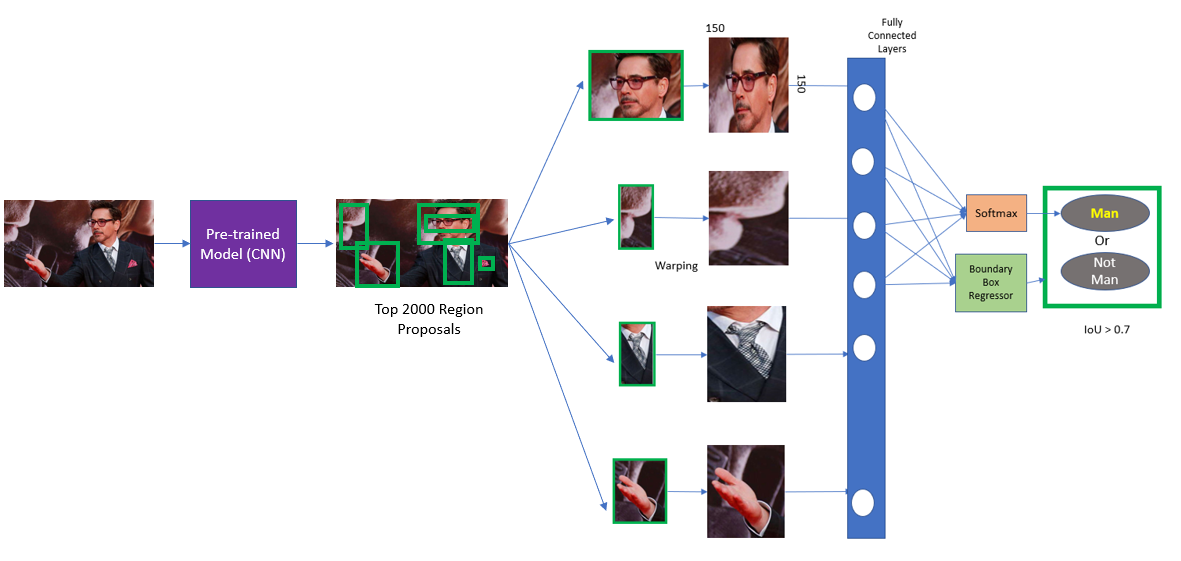 Pre-trained
Model (CNN)
Top 2000 Region
Proposals
150
150
Warping
Fully
Connected
Layers
Softmax
Boundary
Box
Regressor
Man
Or
Not
Man
IoU > 0.7